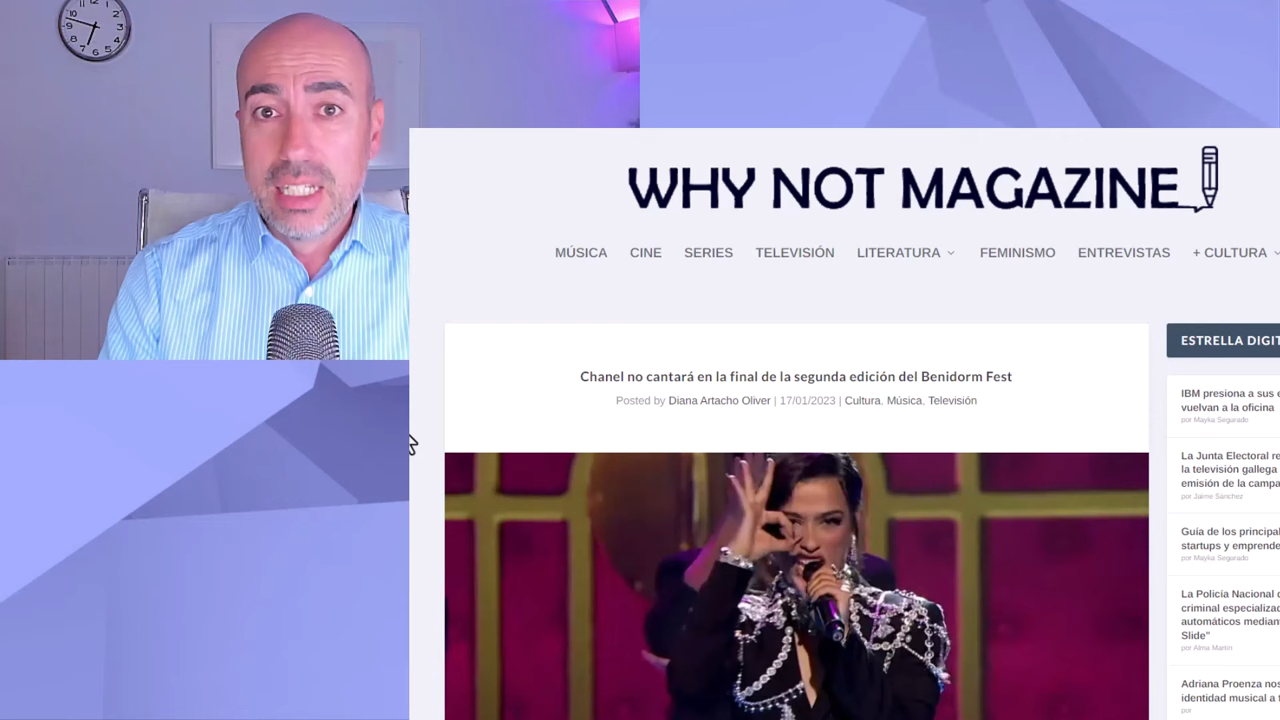 WHY NOT MAGAZINE
MÚSICA CINE SERIES TELEVISIÓN LITERATURA FEMINISMO ENTREVISTAS + CULTURA
Chanel no cantará en la final de la segunda edición del Benidorm Fest
Posted by Diana Artacho Oliver | 17/01/2023 | Cultura, Música, Televisión
ESTRELLA DIGIT
IBM presiona a sus e
vuelvan a la oficina
por Mayka Segurado
La Junta Electoral re
la televisión gallega
emisión de la campa
por Jaime Sánchez
Guía de los principal
startups y emprende
por Mayka Segurado
La Policía Nacional d
criminal especializad
automáticos mediant
Slide"
por Alma Martín
Adriana Proenza nos
identidad musical a t
por